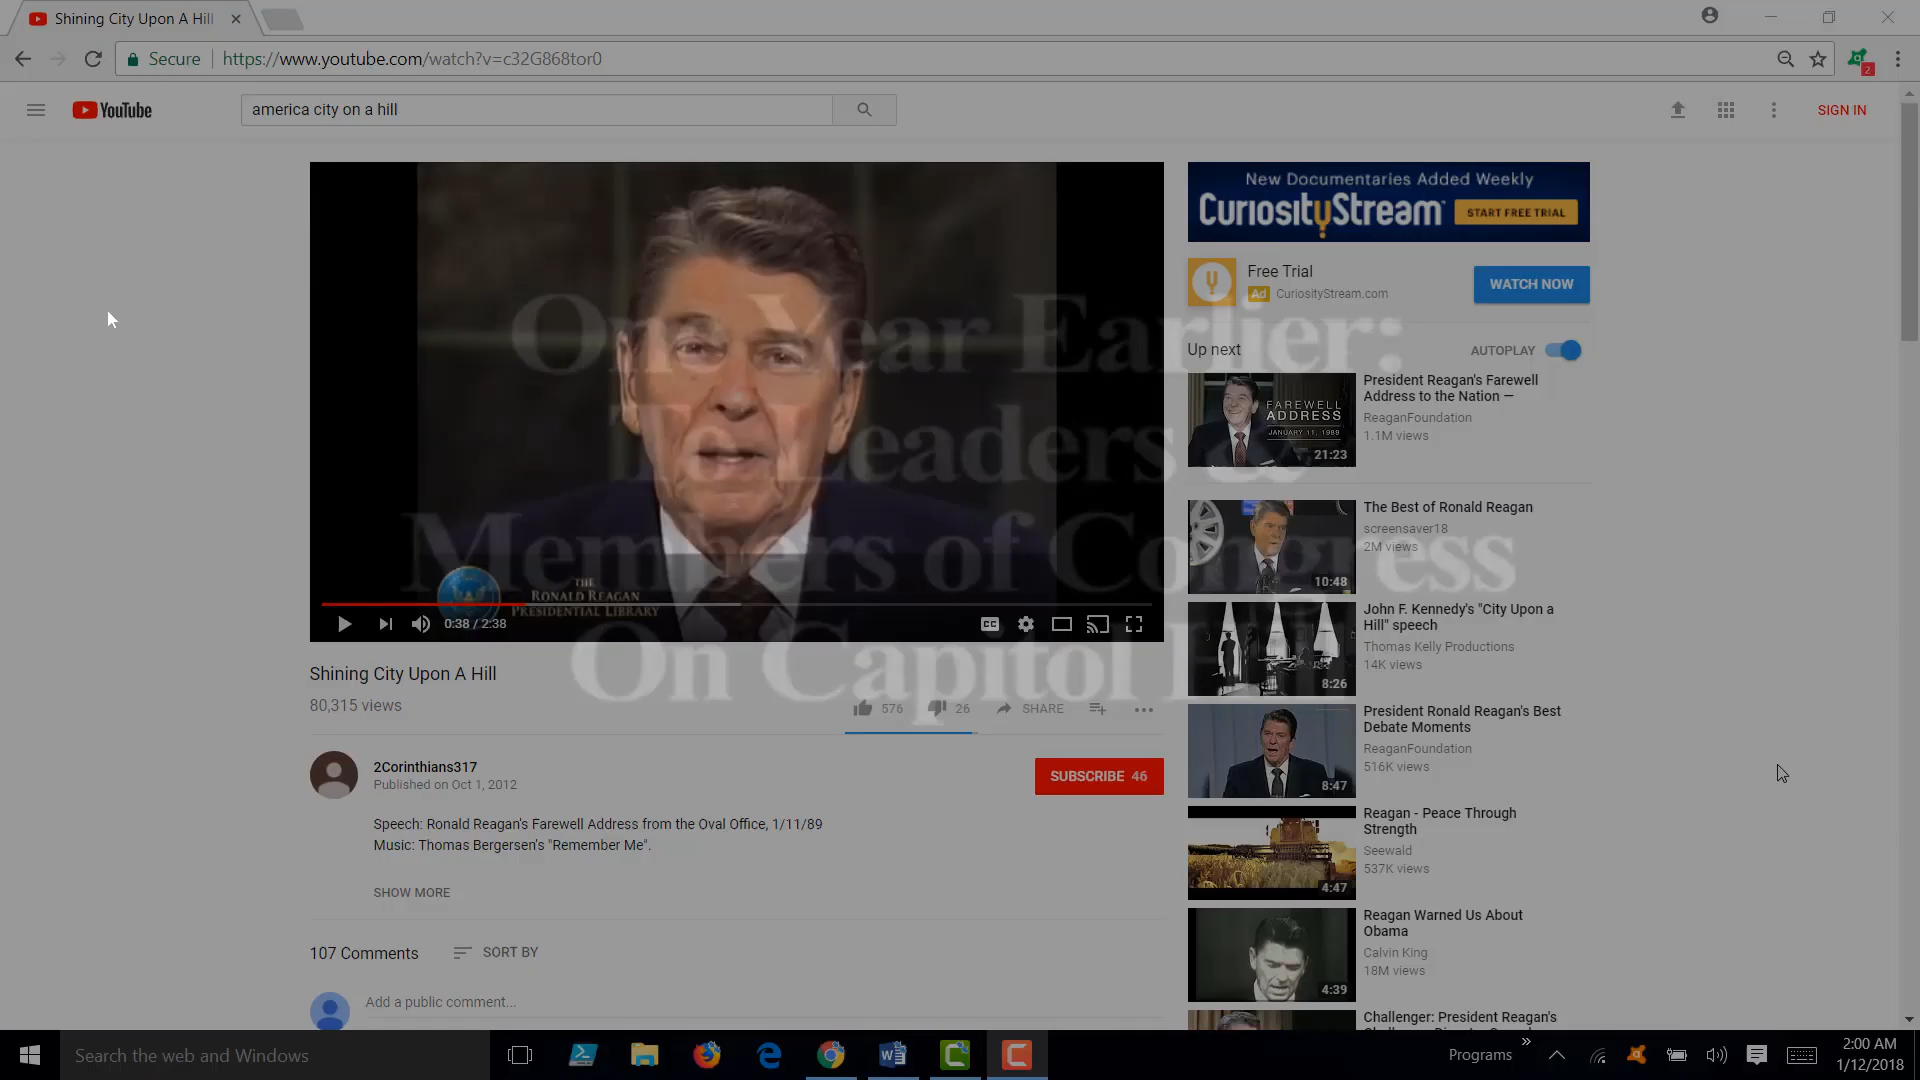 Shining City Upon A Hill
Secure
https://www.youtube.com/watch?v=c32G868tor0
2
YouTube
america city on a hill
SIGN IN
New Documentaries Added Weekly
CuriosityStream
START FREE TRIAL
Free Trial
Ad CuriosityStream.com
WATCH NOW
One Year Earlier:
To Leaders &
Members of Congress
On Capitol
THE
RONALD REAGAN
PRESIDENTIAL LIBRARY
0:38 / 2:38
CC
Shining City Upon A Hill
80,315 views
576
26
SHARE
2Corinthians317
Published on Oct 1, 2012
SUBSCRIBE 46
Speech: Ronald Reagan's Farewell Address from the Oval Office, 1/11/89
Music: Thomas Bergersen's "Remember Me".
SHOW MORE
107 Comments
SORT BY
Add a public comment...
Up next
AUTOPLAY
FAREWELL
ADDRESS
JANUARY 11, 1989
21:23
President Reagan's Farewell
Address to the Nation —
ReaganFoundation
1.1M views
10:48
The Best of Ronald Reagan
screensaver18
2M views
8:26
John F. Kennedy's "City Upon a
Hill" speech
Thomas Kelly Productions
14K views
8:47
President Ronald Reagan's Best
Debate Moments
ReaganFoundation
516K views
4:47
Reagan - Peace Through
Strength
Seewald
537K views
4:39
Reagan Warned Us About
Obama
Calvin King
18M views
Challenger: President Reagan's
Search the web and Windows
Programs
2:00 AM
1/12/2018